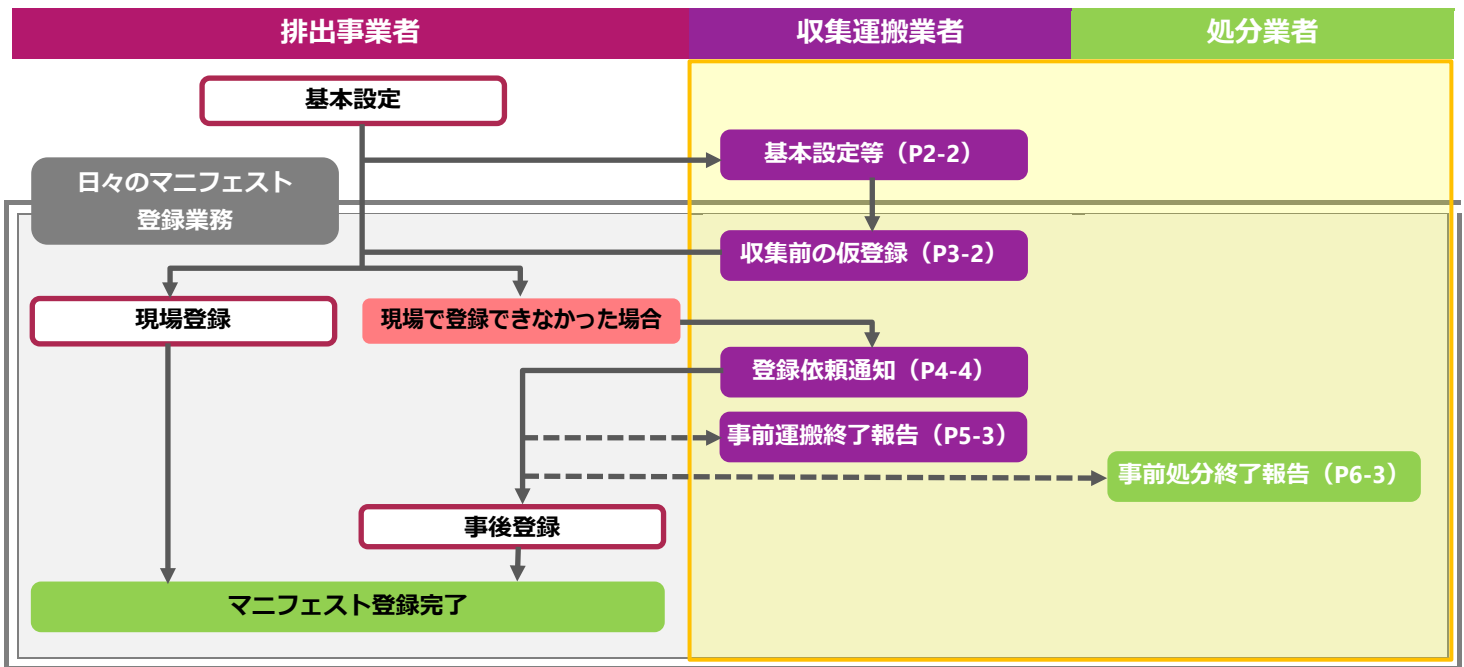 排出事業者
収集運搬業者
処分業者
基本設定
基本設定等（P2-2）
日々のマニフェスト
登録業務
収集前の仮登録（P3-2）
現場登録
現場で登録できなかった場合
登録依頼通知（P4-4）
事前運搬終了報告（P5-3）
事前処分終了報告（P6-3）
事後登録
マニフェスト登録完了